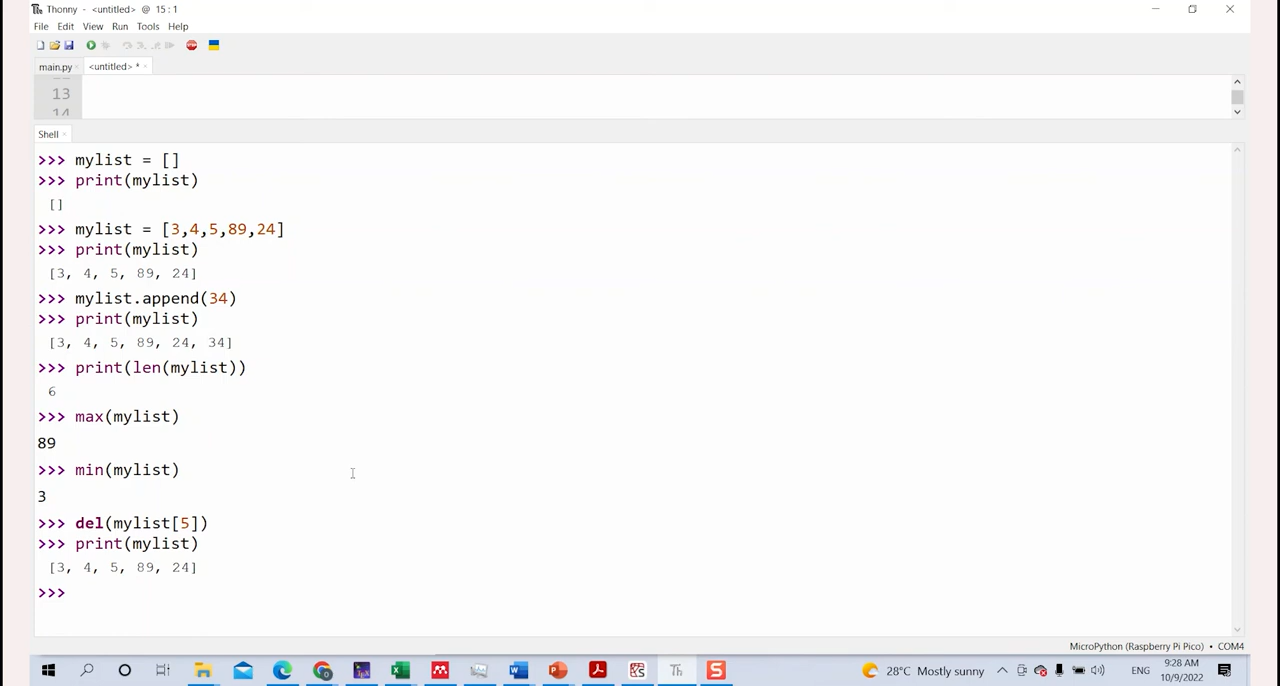 Thonny - <untitled> @ 15 : 1
File Edit View Run Tools Help
main.py × <untitled> * ×
13
14
Shell ×
>>> mylist = []
>>> print(mylist)
[]
>>> mylist = [3,4,5,89,24]
>>> print(mylist)
[3, 4, 5, 89, 24]
>>> mylist.append(34)
>>> print(mylist)
[3, 4, 5, 89, 24, 34]
>>> print(len(mylist))
6
>>> max(mylist)
89
>>> min(mylist)
3
>>> del(mylist[5])
>>> print(mylist)
[3, 4, 5, 89, 24]
>>>
MicroPython (Raspberry Pi Pico) • COM4
28°C Mostly sunny ENG 9:28 AM
10/9/2022